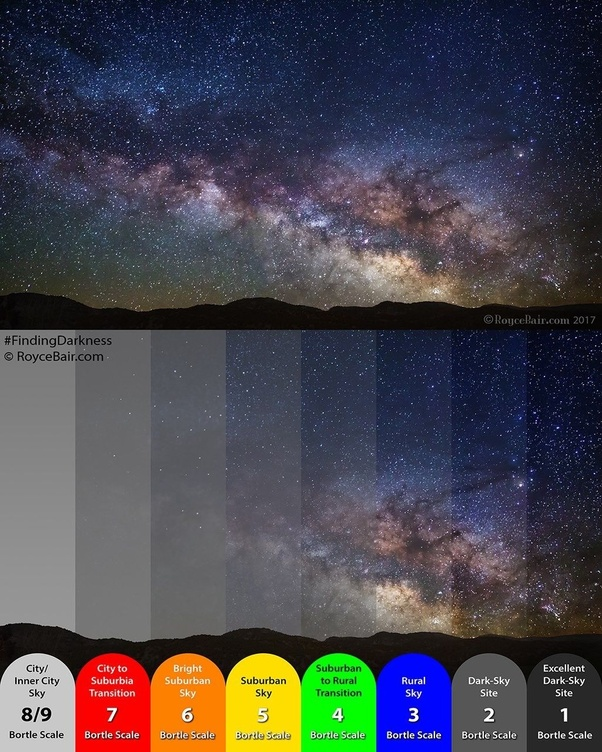 ©RoyceBair.com 2017
#FindingDarkness
© RoyceBair.com
City/
Inner City
Sky
8/9
Bortle Scale
City to
Suburbia
Transition
7
Bortle Scale
Bright
Suburban
Sky
6
Bortle Scale
Suburban
Sky
5
Bortle Scale
Suburban
to Rural
Transition
4
Bortle Scale
Rural
Sky
3
Bortle Scale
Dark-Sky
Site
2
Bortle Scale
Excellent
Dark-Sky
Site
1
Bortle Scale